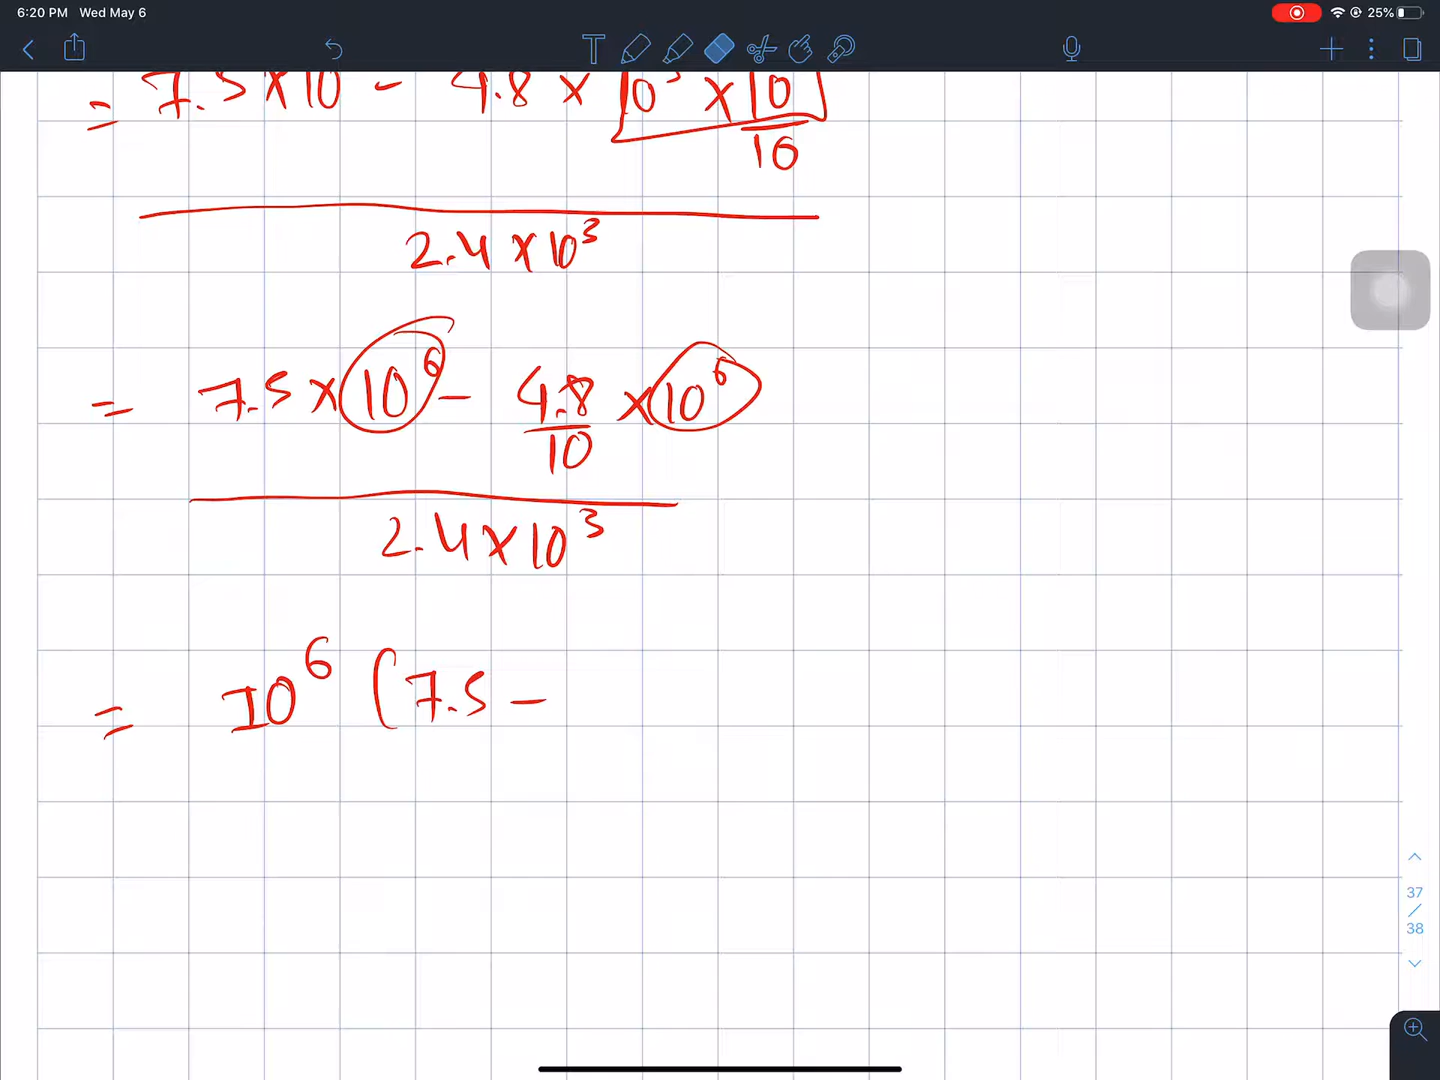 6:20 PM Wed May 6 25%
= 7.5 × 10 - 4.8 × 10 × 10
10
2.4 × 10³
= 7.5 × 10⁶ - 4.8 × 10⁶
10
2.4 × 10³
= 10⁶ (7.5 -
37
/
38